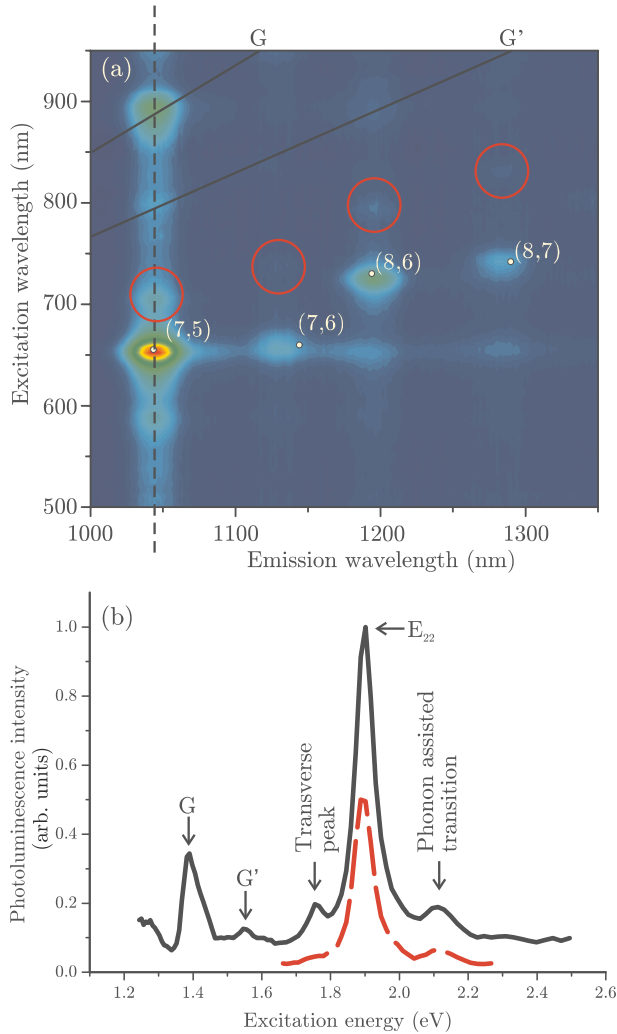 G G'
(a)
900
800
700
600
500
Excitation wavelength (nm)
(7,5)
(7,6)
(8,6)
(8,7)
1000 1100 1200 1300
Emission wavelength (nm)
(b)
1.0
0.8
0.6
0.4
0.2
0.0
Photoluminescence intensity
(arb. units)
E₂₂
G
G'
Transverse
peak
Phonon assisted
transition
1.2 1.4 1.6 1.8 2.0 2.2 2.4 2.6
Excitation energy (eV)